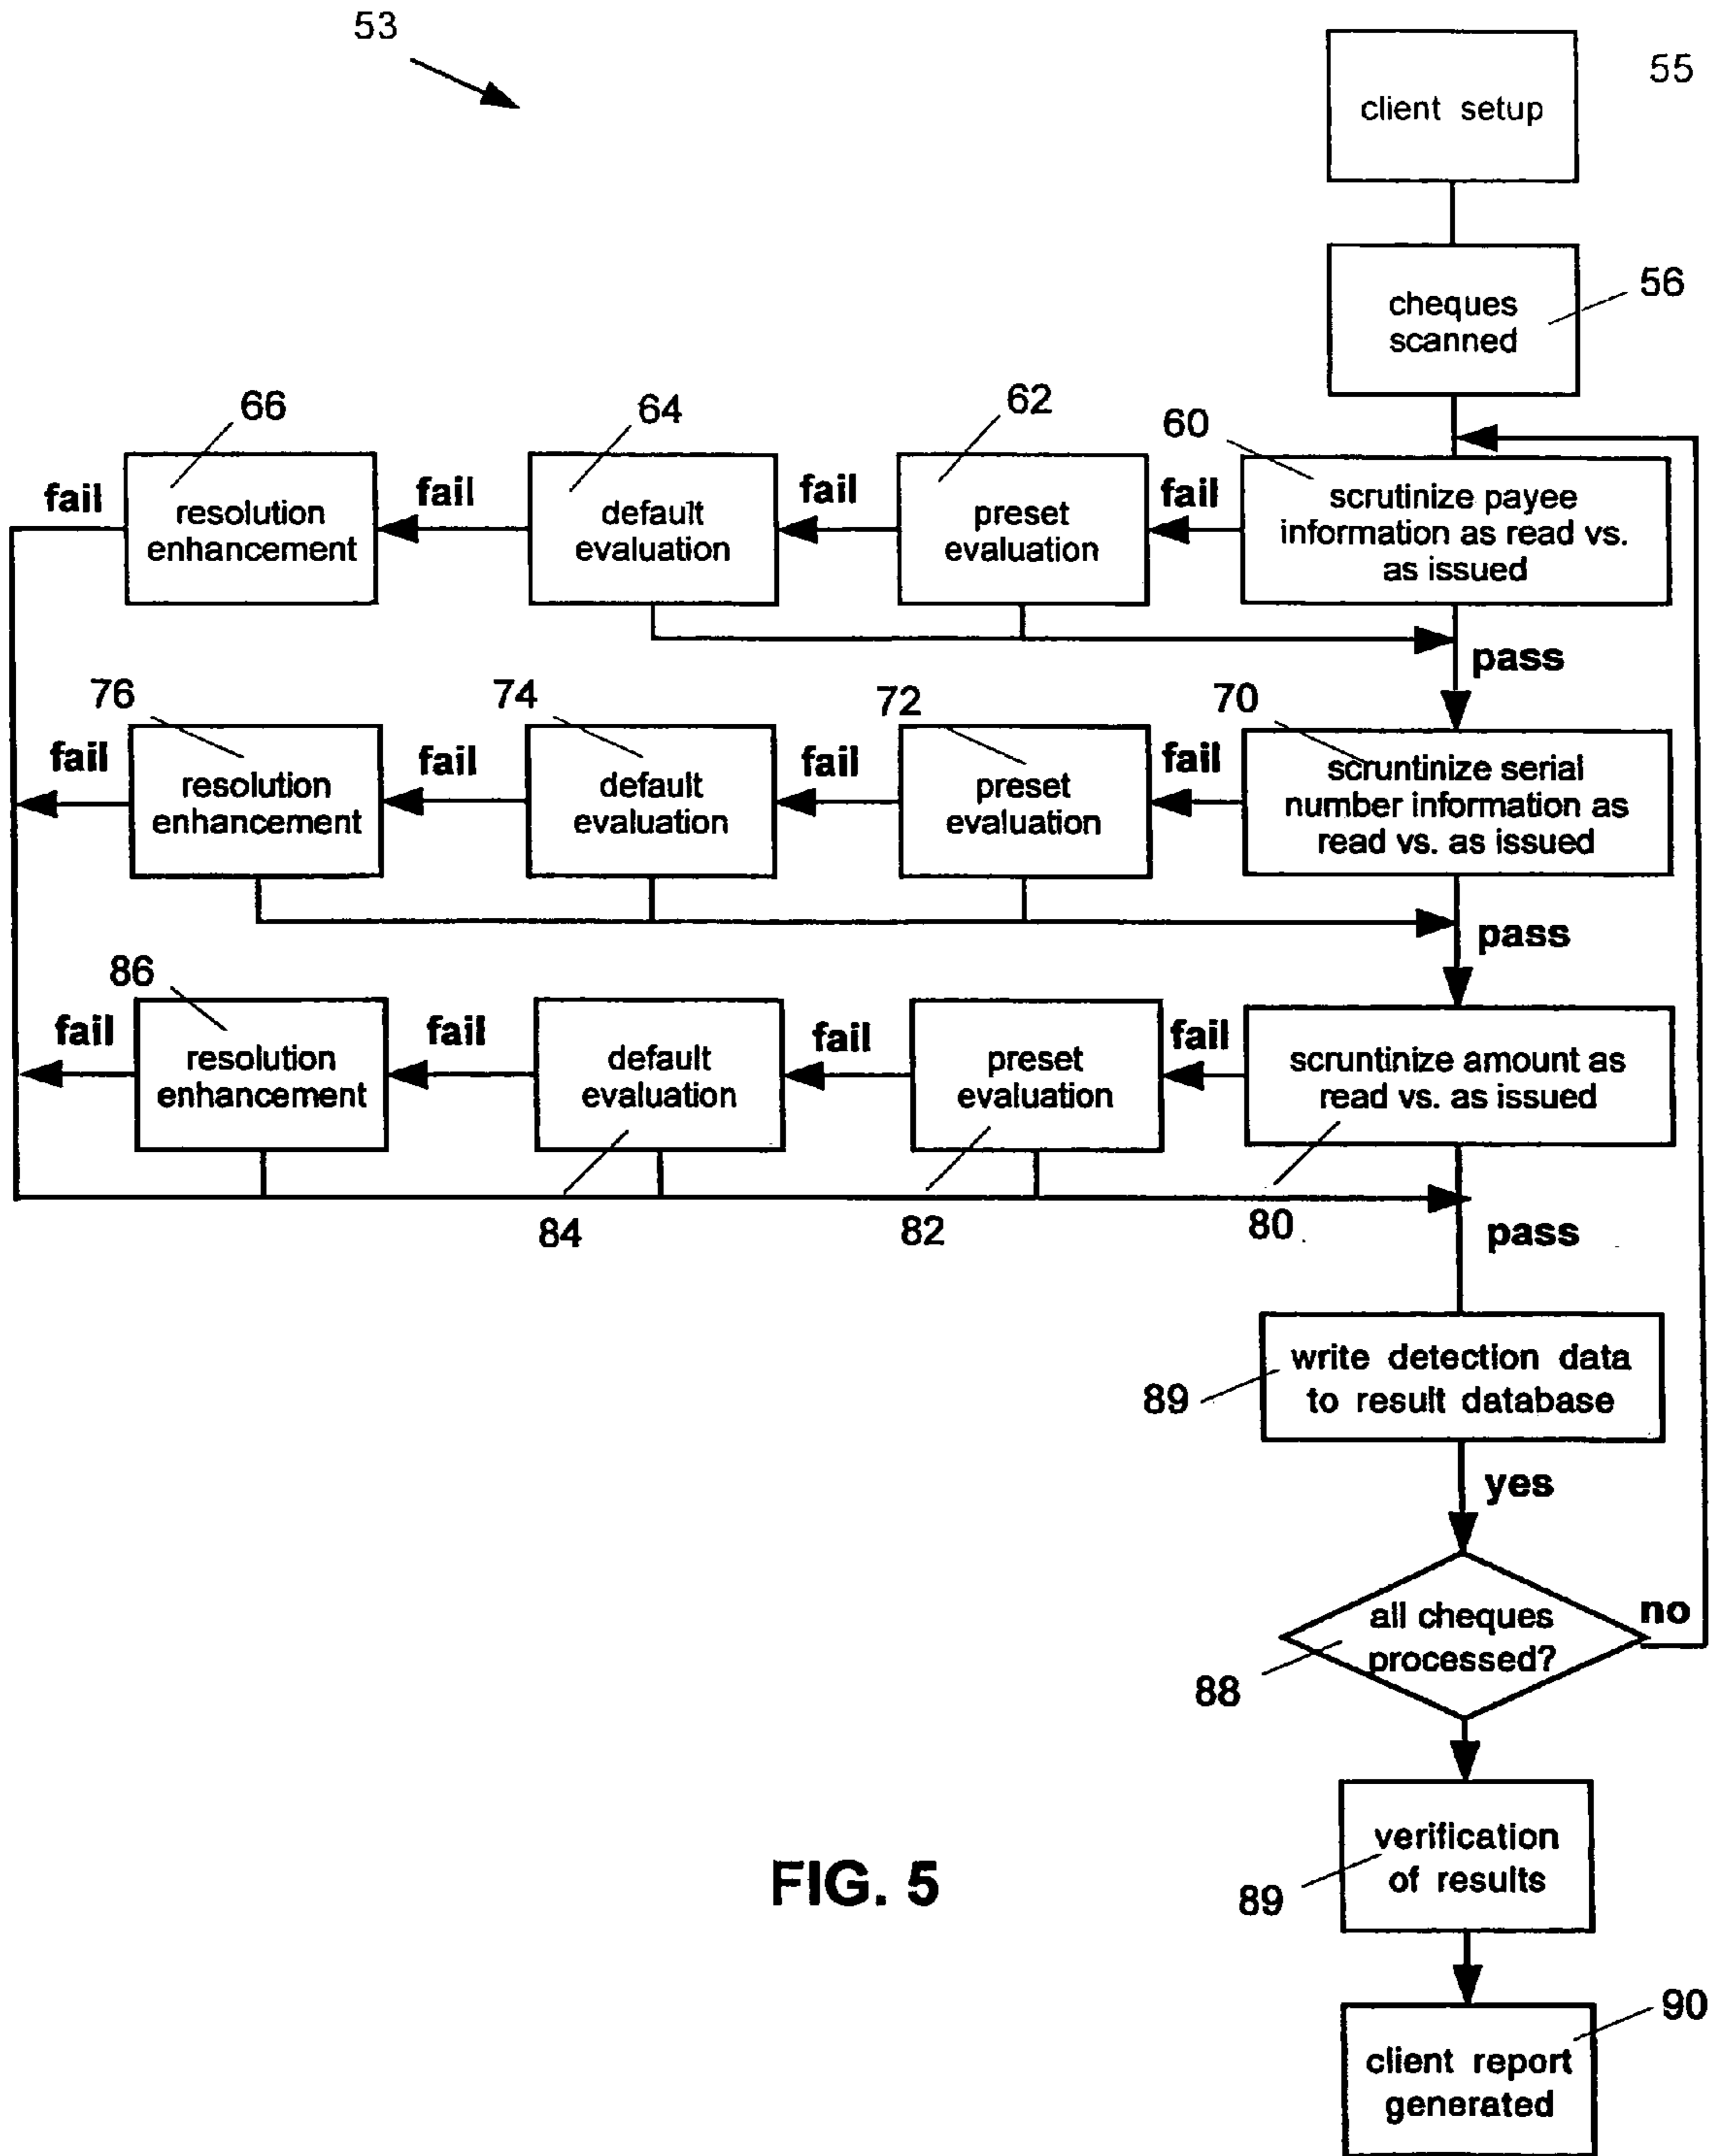 53
55
client setup
56
cheques
scanned
66
64
62
60
fail
resolution
enhancement
fail
default
evaluation
fail
preset
evaluation
fail
scrutinize payee
information as read vs.
as issued
pass
76
74
72
70
fail
resolution
enhancement
fail
default
evaluation
fail
preset
evaluation
fail
scruntinize serial
number information as
read vs. as issued
pass
86
fail
resolution
enhancement
fail
default
evaluation
fail
preset
evaluation
fail
scruntinize amount as
read vs. as issued
84
82
80
pass
89
write detection data
to result database
yes
all cheques
processed?
no
88
verification
of results
89
FIG. 5
90
client report
generated